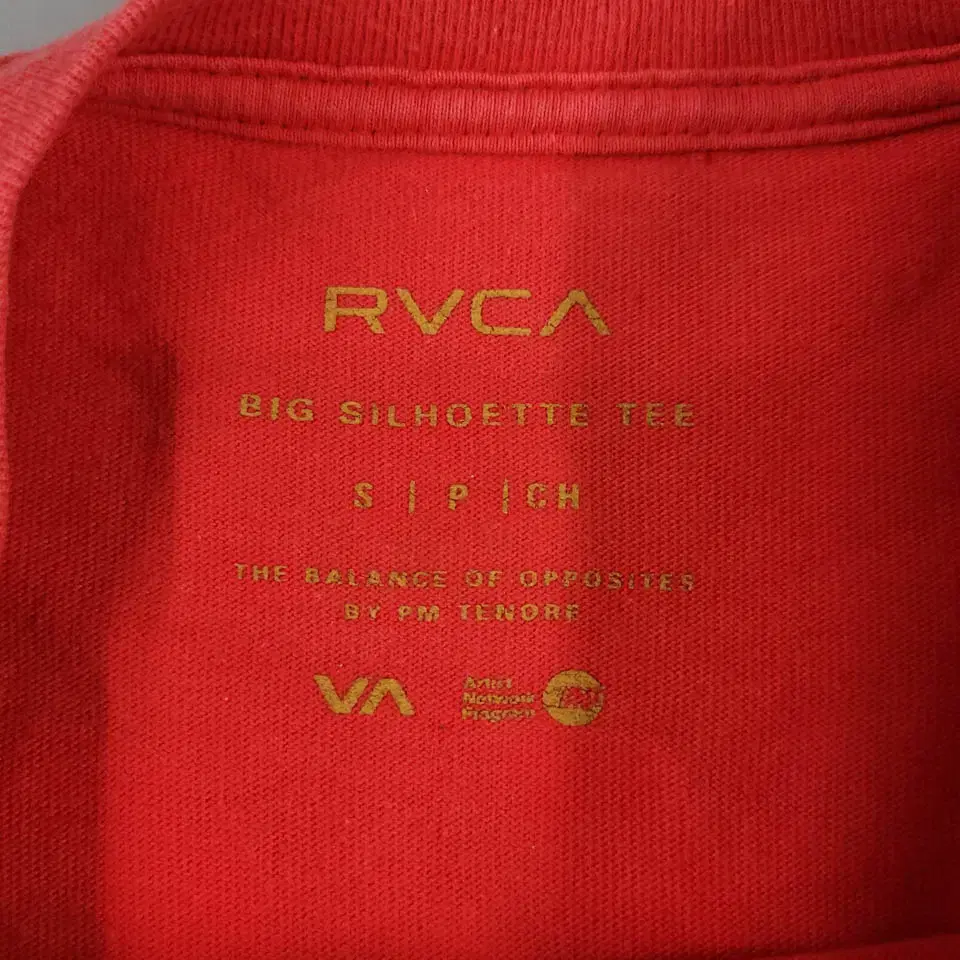 RVCA
BIG SILHOETTE TEE
S | P | CH
THE BALANCE OF OPPOSITES
BY PM TENORE
VA
Artist
Network
Program